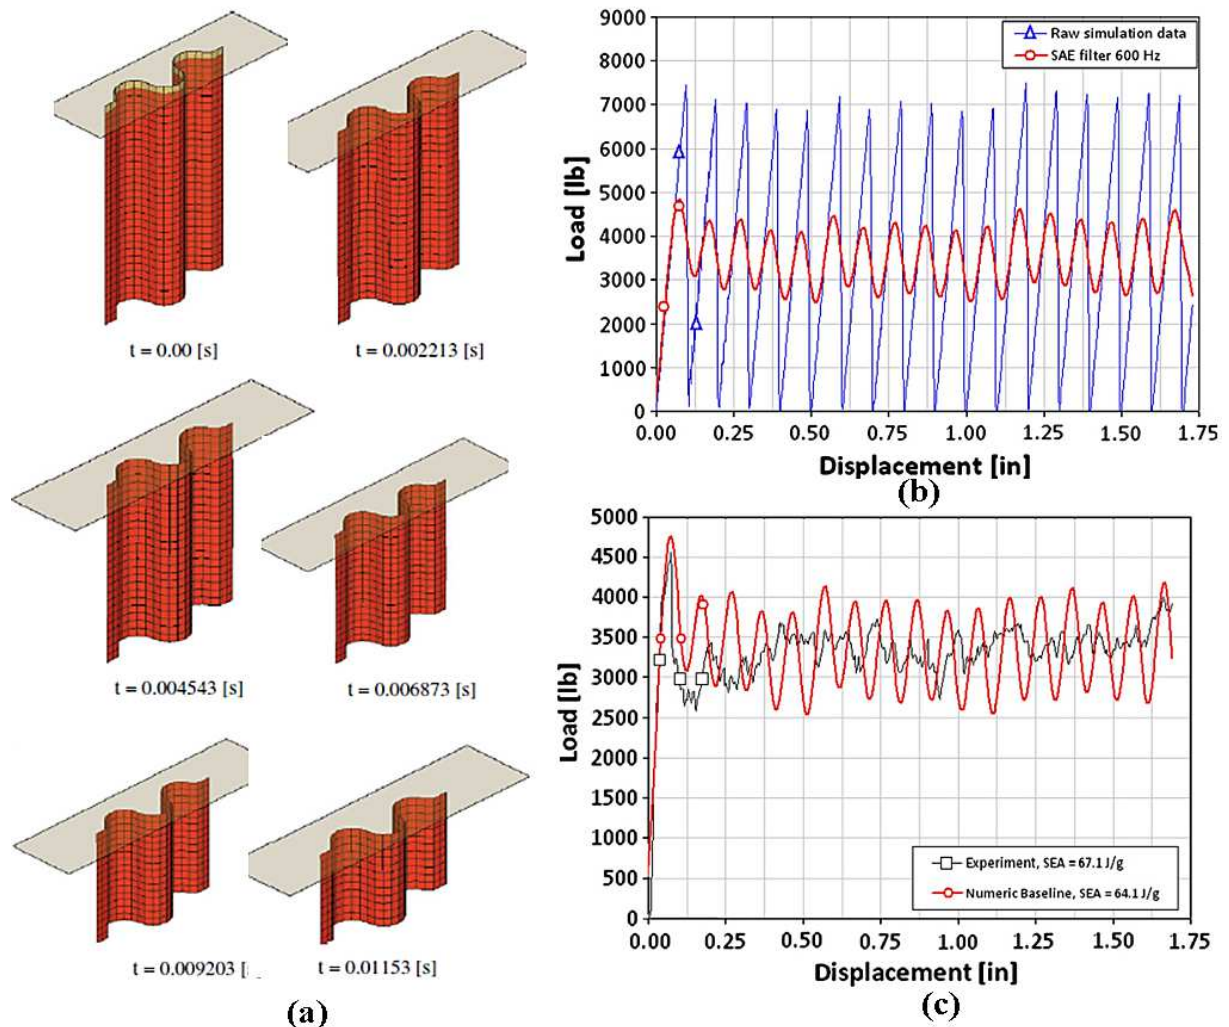 t = 0.00 [s]
t = 0.002213 [s]
t = 0.004543 [s]
t = 0.006873 [s]
t = 0.009203 [
t = 0.01153 [s]
(a)
9000
8000
7000
6000
5000
4000
3000
2000
1000
0
Load [lb]
Raw simulation data
SAE filter 600 Hz
0.00 0.25 0.50 0.75 1.00 1.25 1.50 1.75
Displacement [in]
(b)
5000
4500
4000
3500
3000
2500
2000
1500
1000
500
0
Load [lb]
Experiment, SEA = 67.1 J/g
Numeric Baseline, SEA = 64.1 J/g
0.00 0.25 0.50 0.75 1.00 1.25 1.50 1.75
Displacement [in]
(c)